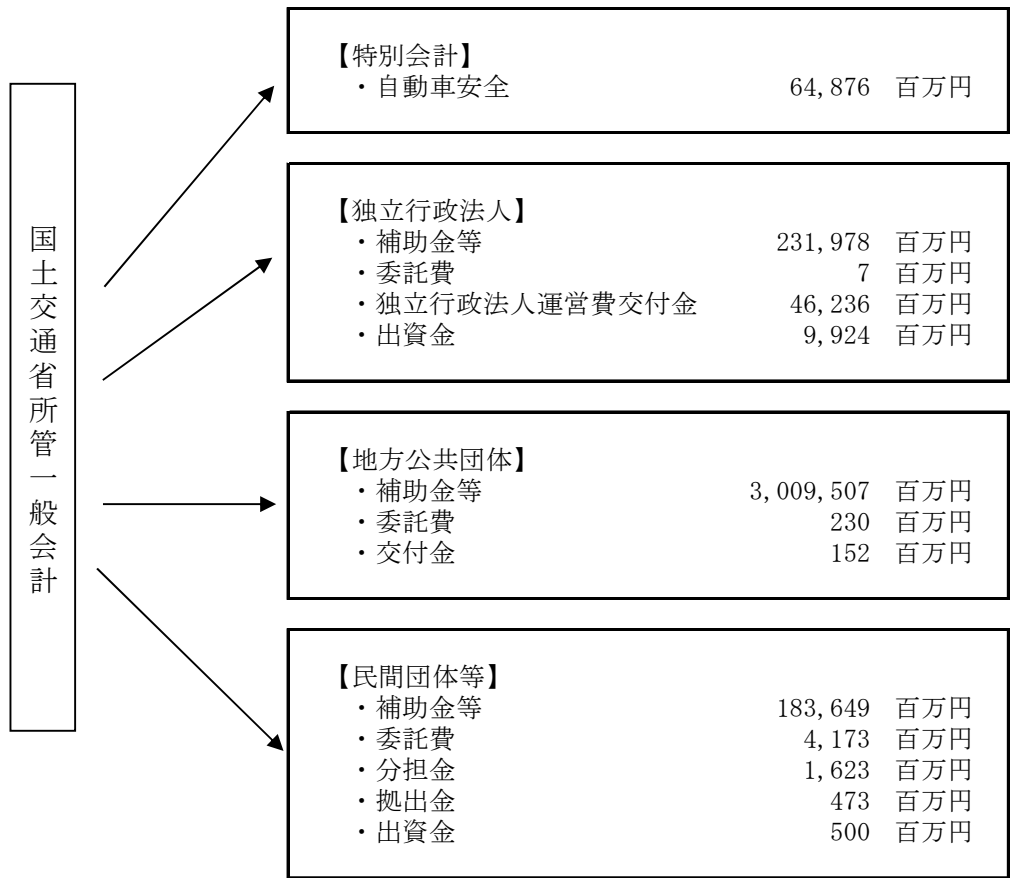 国土交通省所管一般会計
【特別会計】
・自動車安全 64,876 百万円
【独立行政法人】
・補助金等 231,978 百万円
・委託費 7 百万円
・独立行政法人運営費交付金 46,236 百万円
・出資金 9,924 百万円
【地方公共団体】
・補助金等 3,009,507 百万円
・委託費 230 百万円
・交付金 152 百万円
【民間団体等】
・補助金等 183,649 百万円
・委託費 4,173 百万円
・分担金 1,623 百万円
・拠出金 473 百万円
・出資金 500 百万円